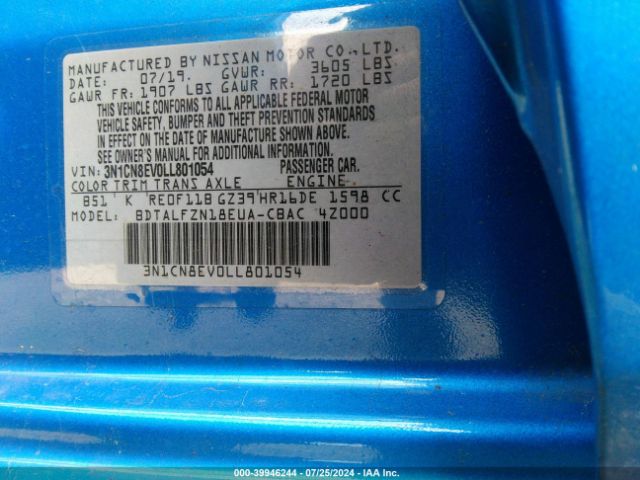 MANUFACTURED BY NISSAN MOTOR CO., LTD.
DATE: 07/19. GVWR: 3605 LBS
GAWR FR: 1907 LBS GAWR RR: 1720 LBS
THIS VEHICLE CONFORMS TO ALL APPLICABLE FEDERAL MOTOR
VEHICLE SAFETY, BUMPER AND THEFT PREVENTION STANDARDS
IN EFFECT ON THE DATE OF MANUFACTURE SHOWN ABOVE.
SEE OWNER'S MANUAL FOR ADDITIONAL INFORMATION.
VIN: 3N1CN8EV0LL801054 PASSENGER CAR.
COLOR TRIM TRANS AXLE ENGINE
B51 K RE0F11B GZ39 HR16DE 1598 CC
MODEL: BDTALFZN18EUA-CBAC 4Z000
3N1CN8EV0LL801054
000-39946244 | 07/25/2024 | IAA Inc.